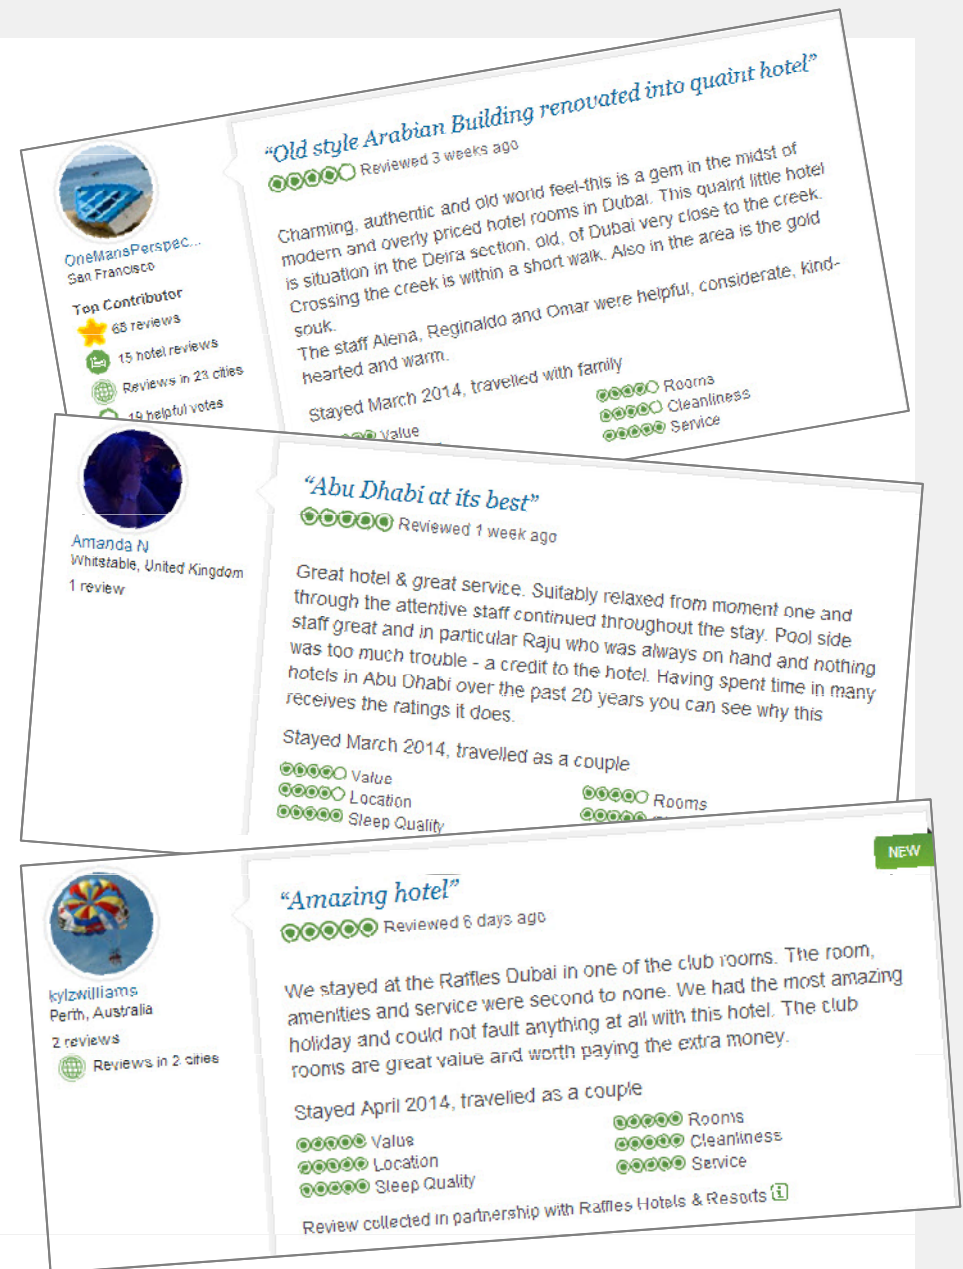 “Old style Arabian Building renovated into quaint hotel”
Reviewed 3 weeks ago
OneMansPerspec...
San Francisco
Top Contributor
65 reviews
15 hotel reviews
Reviews in 23 cities
19 helpful votes
Charming, authentic and old world feel-this is a gem in the midst of
modern and overly priced hotel rooms in Dubai. This quaint little hotel
is situation in the Deira section, old, of Dubai very close to the creek.
Crossing the creek is within a short walk. Also in the area is the gold
souk.
The staff Alena, Reginaldo and Omar were helpful, considerate, kind-
hearted and warm.
Stayed March 2014, travelled with family
Value
Rooms
Cleanliness
Service
“Abu Dhabi at its best”
Reviewed 1 week ago
Amanda N
Whitstable, United Kingdom
1 review
Great hotel & great service. Suitably relaxed from moment one and
through the attentive staff continued throughout the stay. Pool side
staff great and in particular Raju who was always on hand and nothing
was too much trouble - a credit to the hotel. Having spent time in many
hotels in Abu Dhabi over the past 20 years you can see why this
receives the ratings it does.
Stayed March 2014, travelled as a couple
Value
Location
Sleep Quality
Rooms
NEW
“Amazing hotel”
Reviewed 6 days ago
kylzwilliams
Perth, Australia
2 reviews
Reviews in 2 cities
We stayed at the Raffles Dubai in one of the club rooms. The room,
amenities and service were second to none. We had the most amazing
holiday and could not fault anything at all with this hotel. The club
rooms are great value and worth paying the extra money.
Stayed April 2014, travelled as a couple
Value
Location
Sleep Quality
Rooms
Cleanliness
Service
Review collected in partnership with Raffles Hotels & Resorts